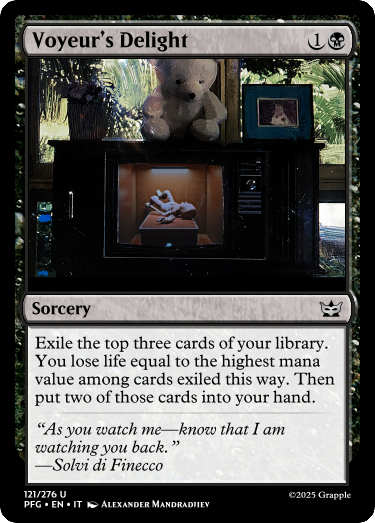 Voyeur's Delight 1
Sorcery
Exile the top three cards of your library.
You lose life equal to the highest mana
value among cards exiled this way. Then
put two of those cards into your hand.
“As you watch me—know that I am
watching you back.”
—Solvi di Finecco
121/276 U
PFG • EN • IT ALEXANDER MANDRADHEV
©2025 Grapple